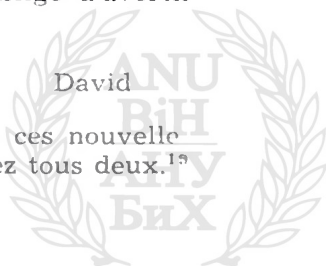 David
ces nouvelle
ez tous deux.¹⁹
ANU
BiH
АНУ
БиХ